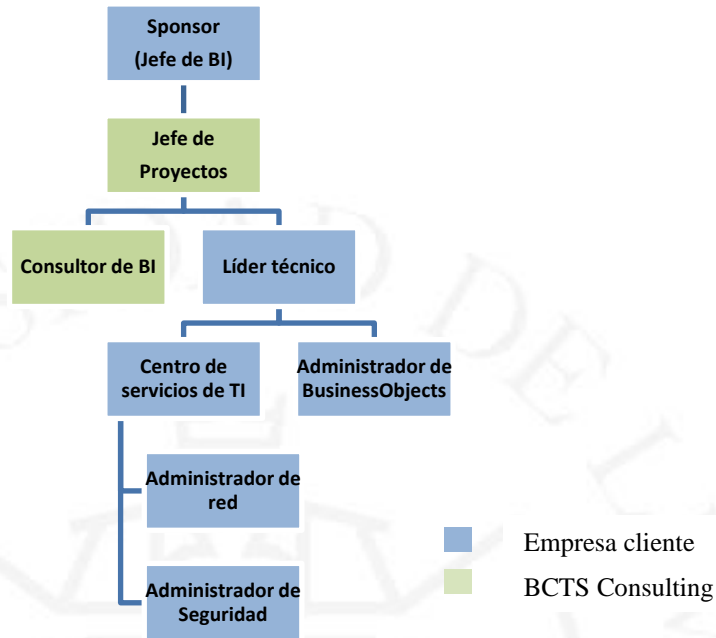 Sponsor
(Jefe de BI)
Jefe de
Proyectos
Consultor de BI
Líder técnico
Centro de
servicios de TI
Administrador de
BusinessObjects
Administrador de
red
Administrador de
Seguridad
Empresa cliente
BCTS Consulting